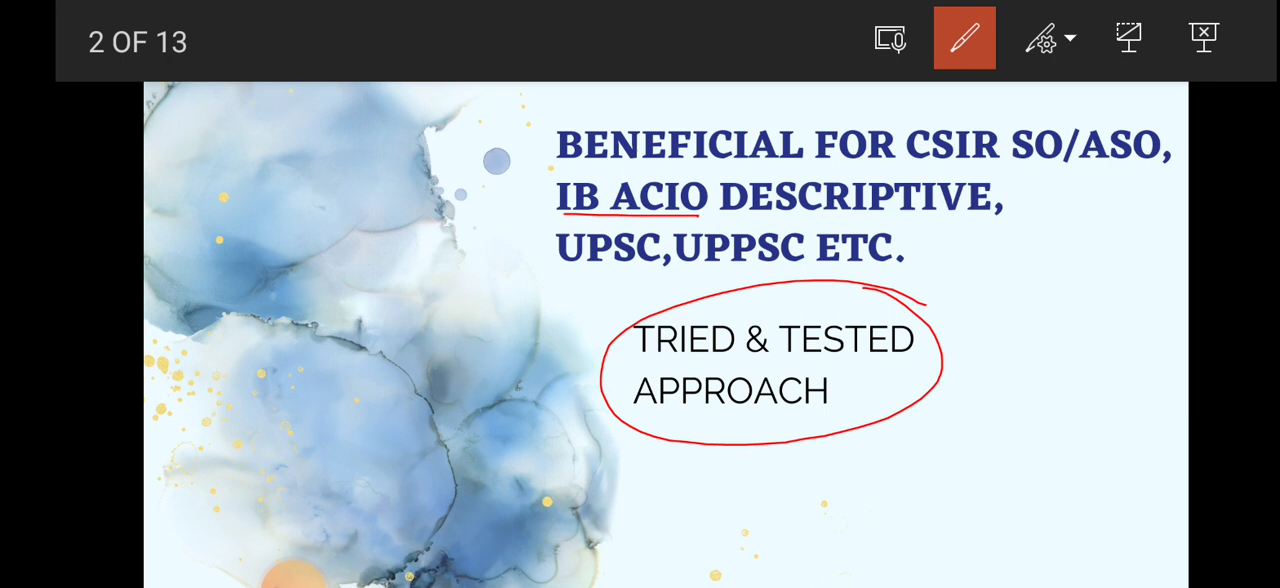 2 OF 13
BENEFICIAL FOR CSIR SO/ASO,
IB ACIO DESCRIPTIVE,
UPSC,UPPSC ETC.
TRIED & TESTED
APPROACH